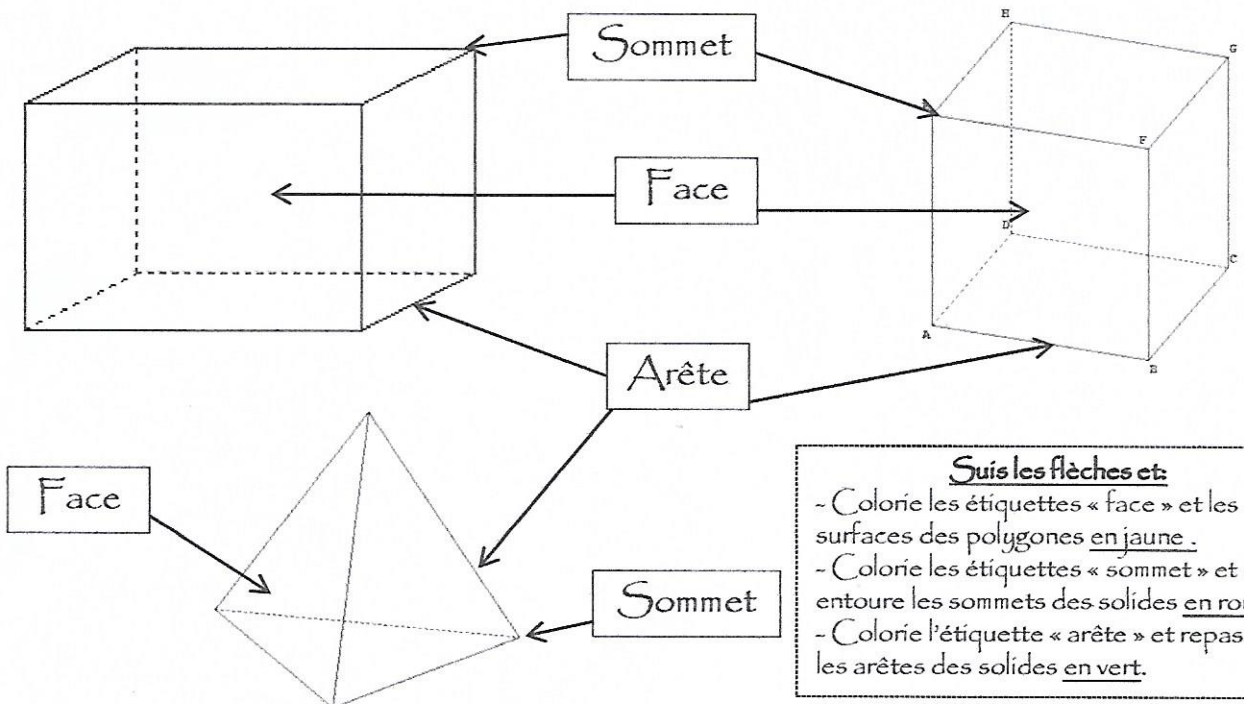 Sommet
Face
Arête
Face
Sommet
H
G
F
D
C
A
B
Suis les flèches et:
- Colorie les étiquettes « face » et les
surfaces des polygones en jaune .
- Colorie les étiquettes « sommet » et
entoure les sommets des solides en
- Colorie l'étiquette « arête » et
les arêtes des solides en vert.